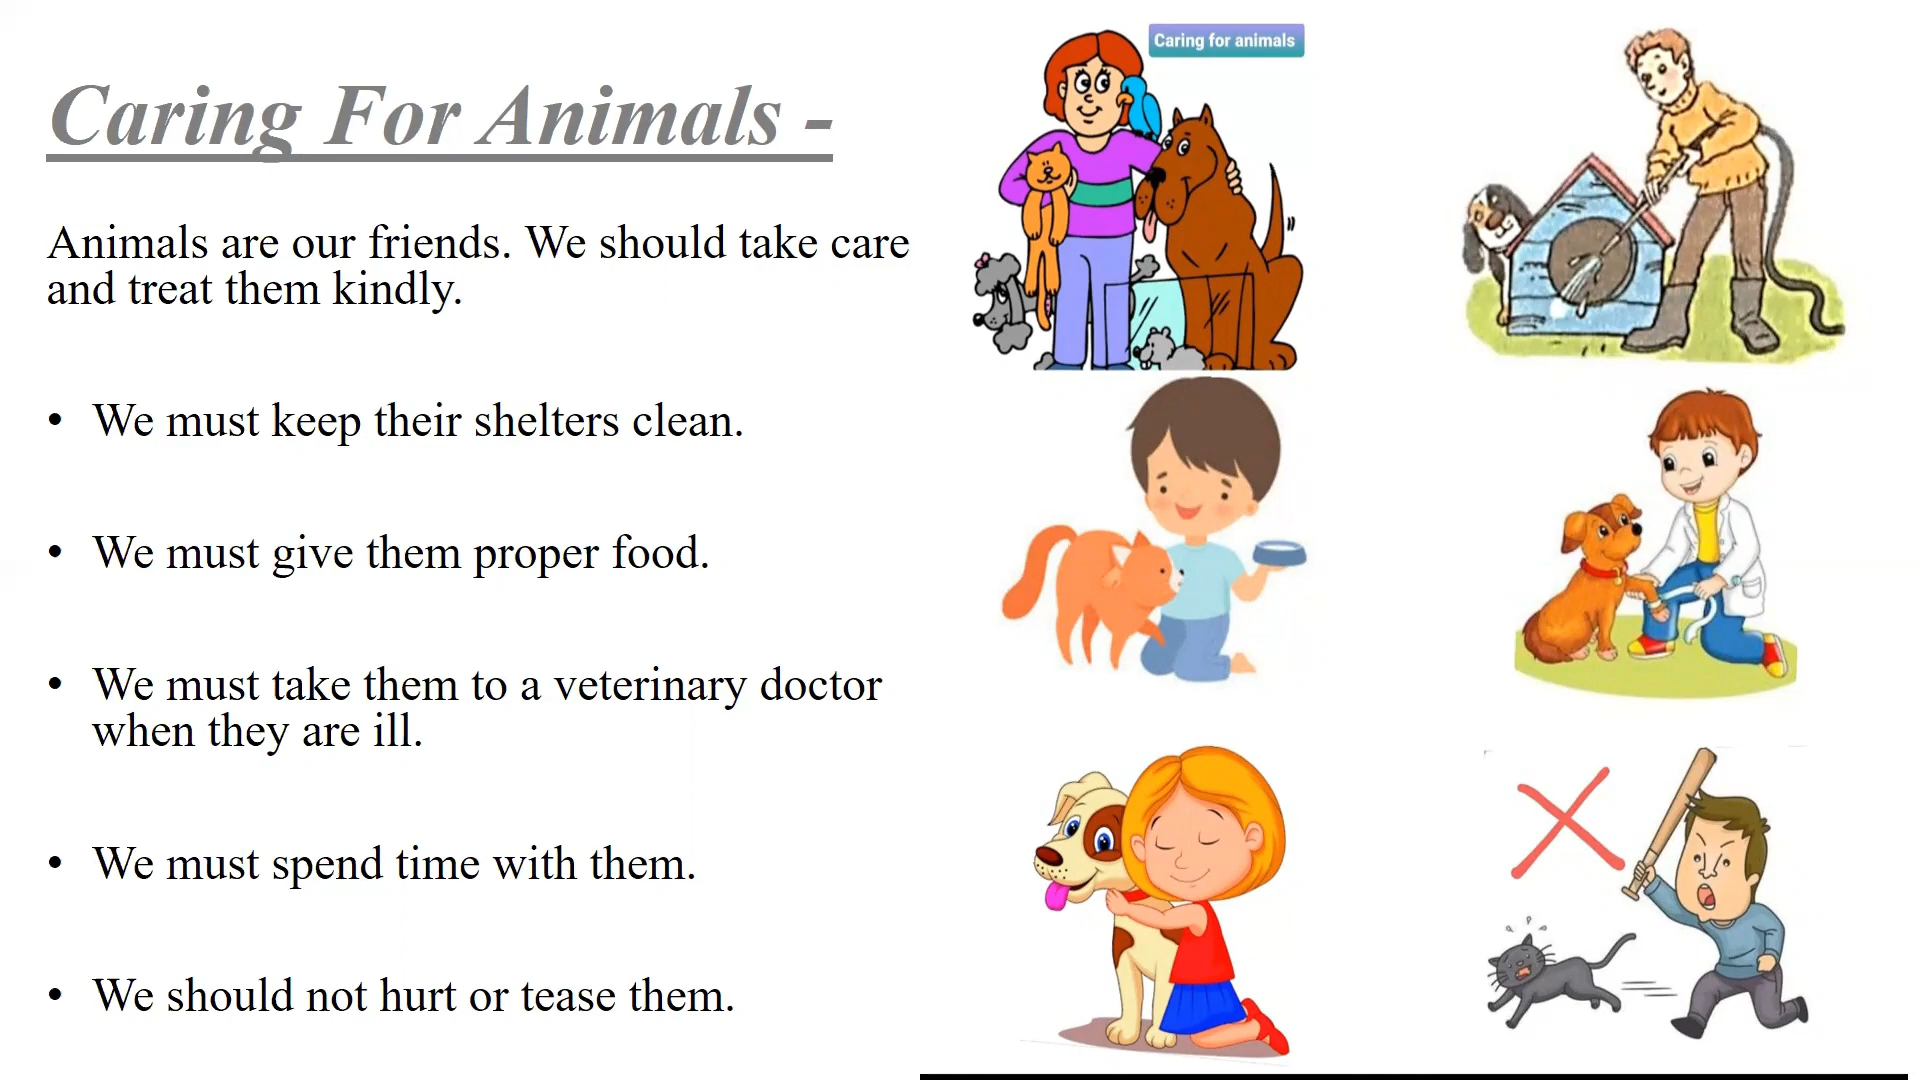 Caring For Animals -
Caring for animals
Animals are our friends. We should take care
and treat them kindly.
• We must keep their shelters clean.
• We must give them proper food.
• We must take them to a veterinary doctor
when they are ill.
• We must spend time with them.
• We should not hurt or tease them.